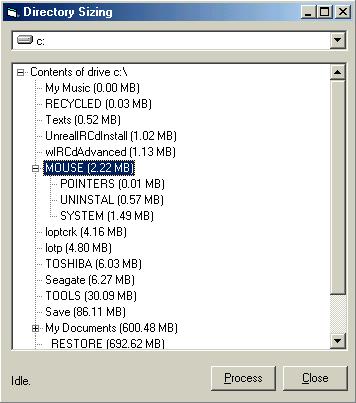 Directory Sizing
c:
Contents of drive c:\
My Music (0.00 MB)
RECYCLED (0.03 MB)
Texts (0.52 MB)
UnrealIRCdInstall (1.02 MB)
wIRCdAdvanced (1.13 MB)
MOUSE (2.22 MB)
POINTERS (0.01 MB)
UNINSTAL (0.57 MB)
SYSTEM (1.49 MB)
loptcrk (4.16 MB)
lotp (4.80 MB)
TOSHIBA (6.03 MB)
Seagate (6.27 MB)
TOOLS (30.09 MB)
Save (86.11 MB)
My Documents (600.48 MB)
RESTORE (692.62 MB)
Idle.
Process
Close